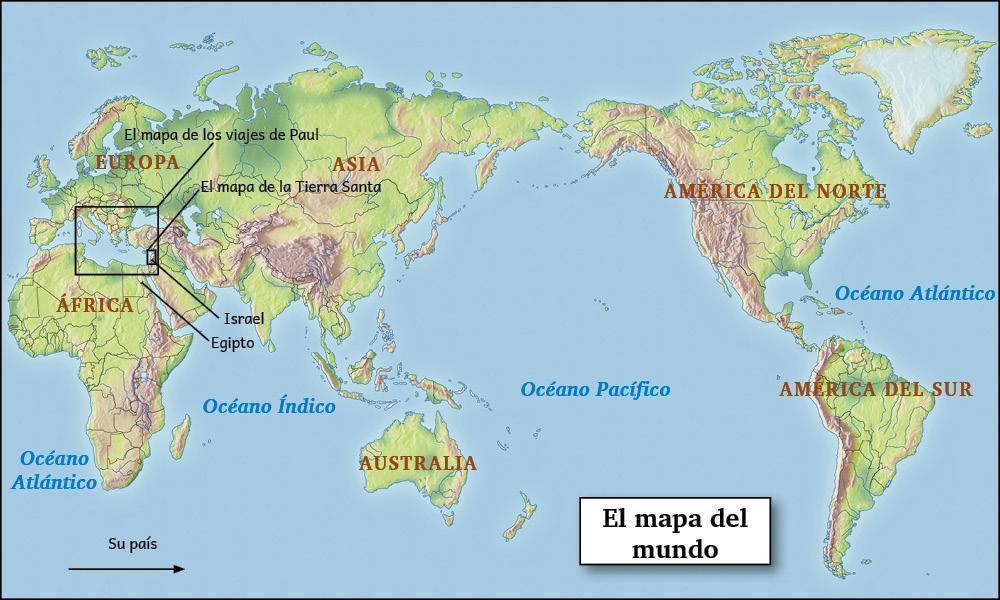 El mapa de los viajes de Paul
EUROPA
ASIA
El mapa de la Tierra Santa
AMÉRICA DEL NORTE
ÁFRICA
Israel
Egipto
Océano Atlántico
Océano Índico
Océano Pacífico
AMÉRICA DEL SUR
Océano
Atlántico
AUSTRALIA
El mapa del
mundo
Su país